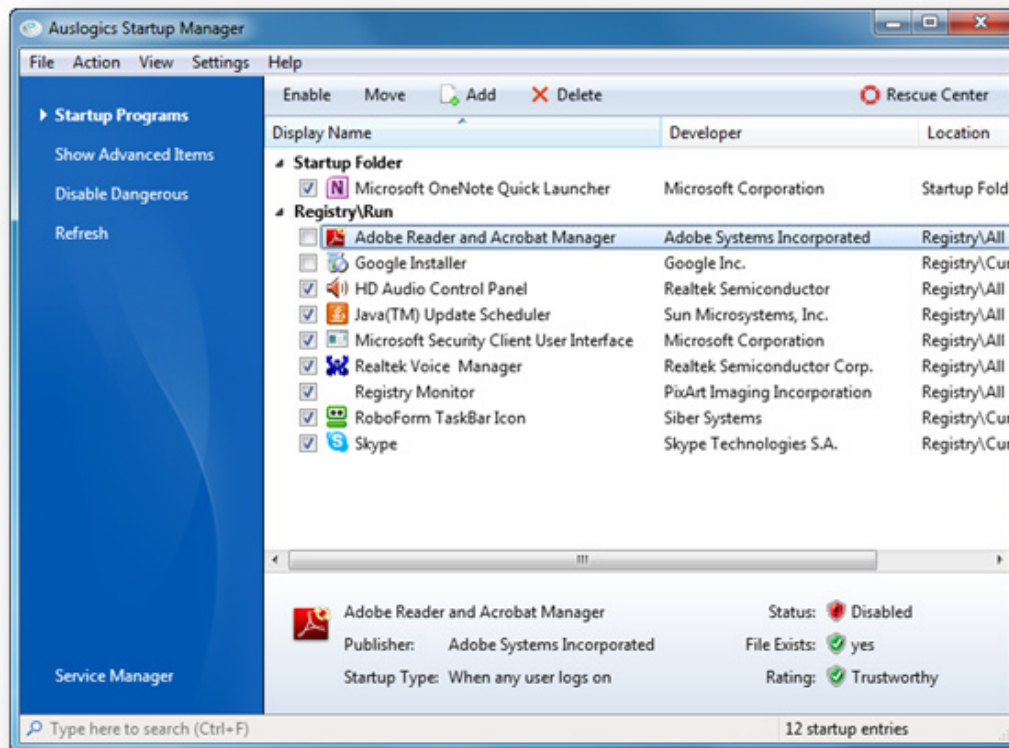 Auslogics Startup Manager
File Action View Settings Help
Startup Programs
Show Advanced Items
Disable Dangerous
Refresh
Service Manager
Enable Move Add Delete Rescue Center
Display Name Developer Location
Startup Folder
Microsoft OneNote Quick Launcher Microsoft Corporation Startup Fold
Registry\Run
Adobe Reader and Acrobat Manager Adobe Systems Incorporated Registry\All
Google Installer Google Inc. Registry\Cur
HD Audio Control Panel Realtek Semiconductor Registry\All
Java(TM) Update Scheduler Sun Microsystems, Inc. Registry\All
Microsoft Security Client User Interface Microsoft Corporation Registry\All
Realtek Voice Manager Realtek Semiconductor Corp. Registry\All
Registry Monitor PixArt Imaging Incorporation Registry\All
RoboForm TaskBar Icon Siber Systems Registry\Cur
Skype Skype Technologies S.A. Registry\Cur
Adobe Reader and Acrobat Manager Status: Disabled
Publisher: Adobe Systems Incorporated File Exists: yes
Startup Type: When any user logs on Rating: Trustworthy
Type here to search (Ctrl+F) 12 startup entries